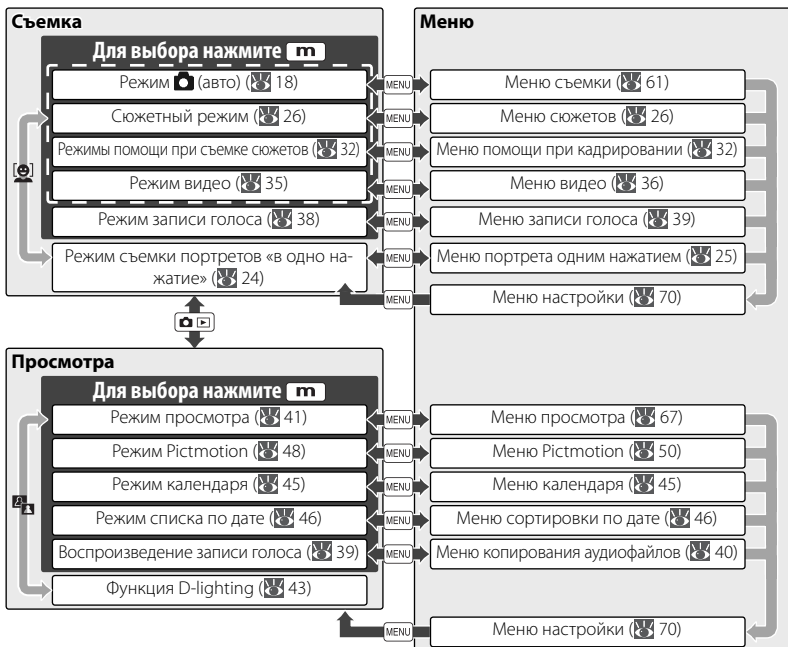 Съемка
Меню
Для выбора нажмите m
Режим (авто) ( 18)
MENU
Меню съемки ( 61)
Сюжетный режим ( 26)
MENU
Меню сюжетов ( 26)
Режимы помощи при съемке сюжетов ( 32)
MENU
Меню помощи при кадрировании ( 32)
Режим видео ( 35)
MENU
Меню видео ( 36)
Режим записи голоса ( 38)
MENU
Меню записи голоса ( 39)
Режим съемки портретов «в одно на-
жатие» ( 24)
MENU
Меню портрета одним нажатием ( 25)
MENU
Меню настройки ( 70)
Просмотра
Для выбора нажмите m
Режим просмотра ( 41)
MENU
Меню просмотра ( 67)
Режим Pictmotion ( 48)
MENU
Меню Pictmotion ( 50)
Режим календаря ( 45)
MENU
Меню календаря ( 45)
Режим списка по дате ( 46)
MENU
Меню сортировки по дате ( 46)
Воспроизведение записи голоса ( 39)
MENU
Меню копирования аудиофайлов ( 40)
Функция D-lighting ( 43)
MENU
Меню настройки ( 70)